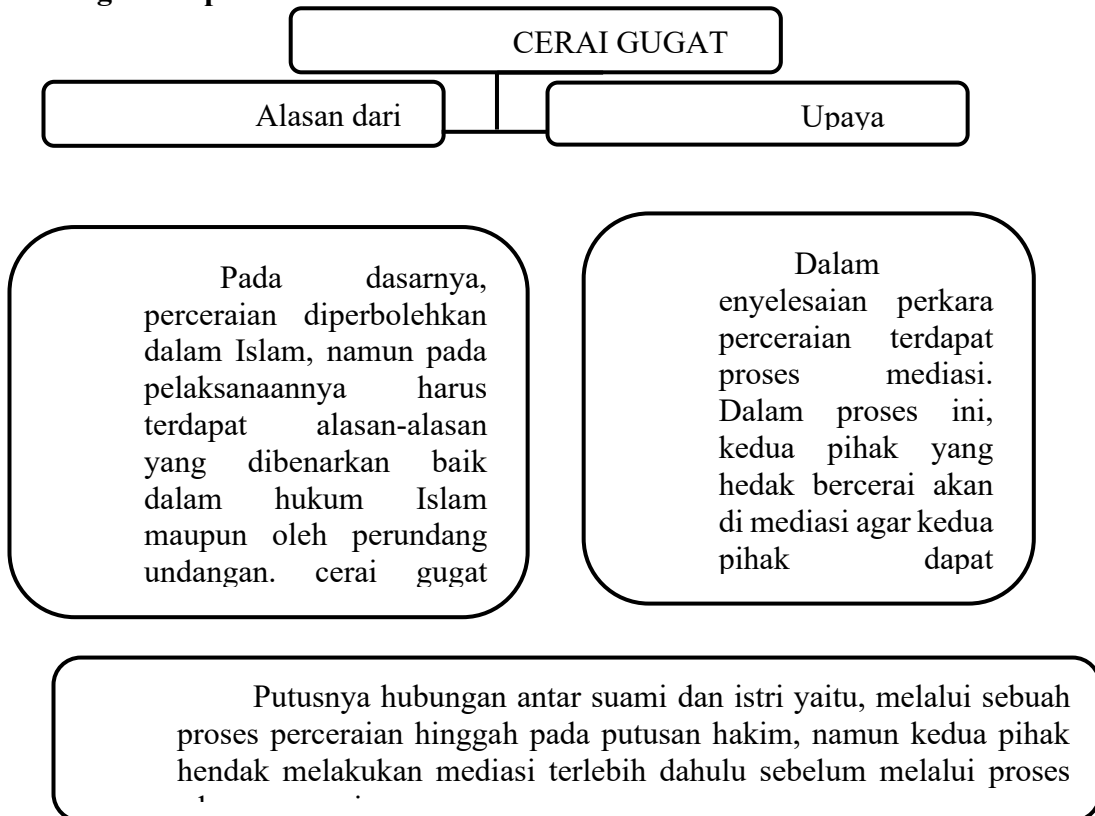 CERAI GUGAT
Alasan dari
Upaya
Pada dasarnya,
perceraian diperbolehkan
dalam Islam, namun pada
pelaksanaannya harus
terdapat alasan-alasan
yang dibenarkan baik
dalam hukum Islam
maupun oleh perundang
undangan. cerai gugat
Dalam
enyelesaian perkara
perceraian terdapat
proses mediasi.
Dalam proses ini,
kedua pihak yang
hedak bercerai akan
di mediasi agar kedua
pihak dapat
Putusnya hubungan antar suami dan istri yaitu, melalui sebuah
proses perceraian hinggah pada putusan hakim, namun kedua pihak
hendak melakukan mediasi terlebih dahulu sebelum melalui proses